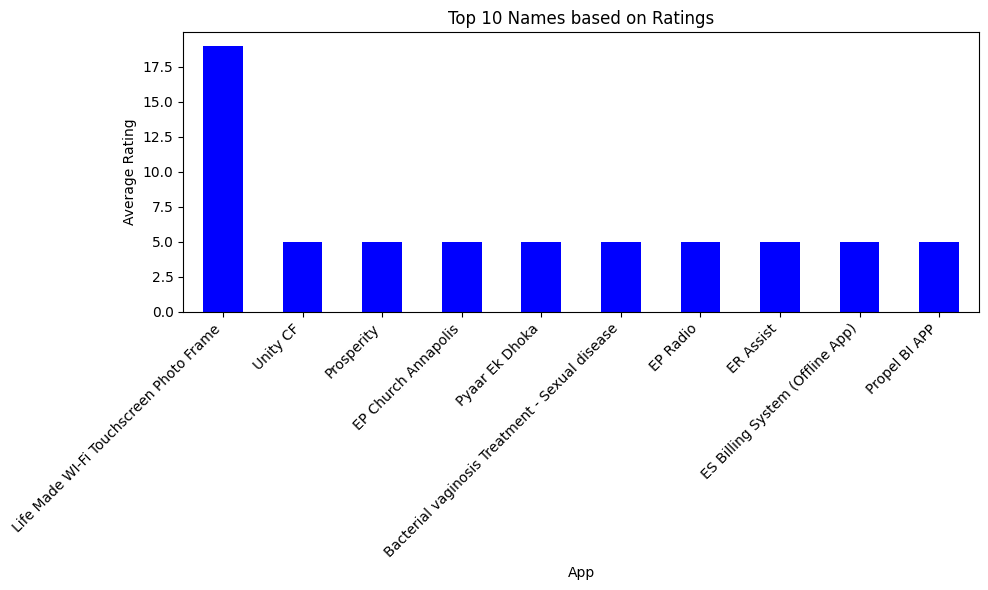 Top 10 Names based on Ratings
Average Rating
17.5
15.0
12.5
10.0
7.5
5.0
2.5
0.0
Life Made WI-Fi Touchscreen Photo Frame
Unity CF
Prosperity
EP Church Annapolis
Pyaar Ek Dhoka
Bacterial vaginosis Treatment - Sexual disease
EP Radio
ER Assist
ES Billing System (Offline App)
Propel BI APP
App